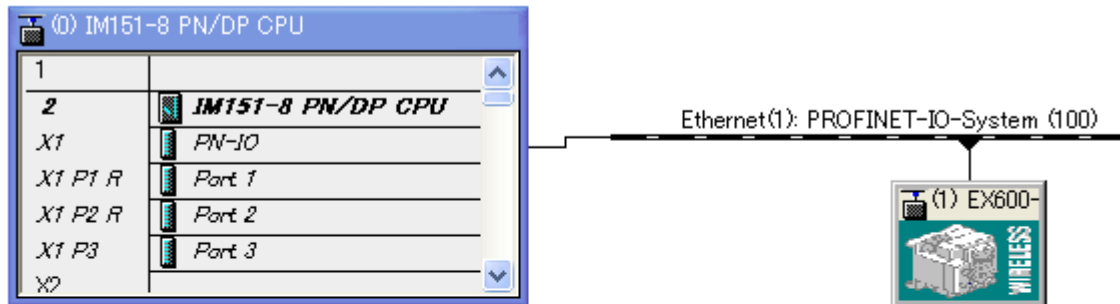 (0) IM151-8 PN/DP CPU
1
2 IM151-8 PN/DP CPU
X1 PN-IO
X1 P1 R Port 1
X1 P2 R Port 2
X1 P3 Port 3
X2
Ethernet(1): PROFINET-IO-System (100)
(1) EX600-
WIRELESS